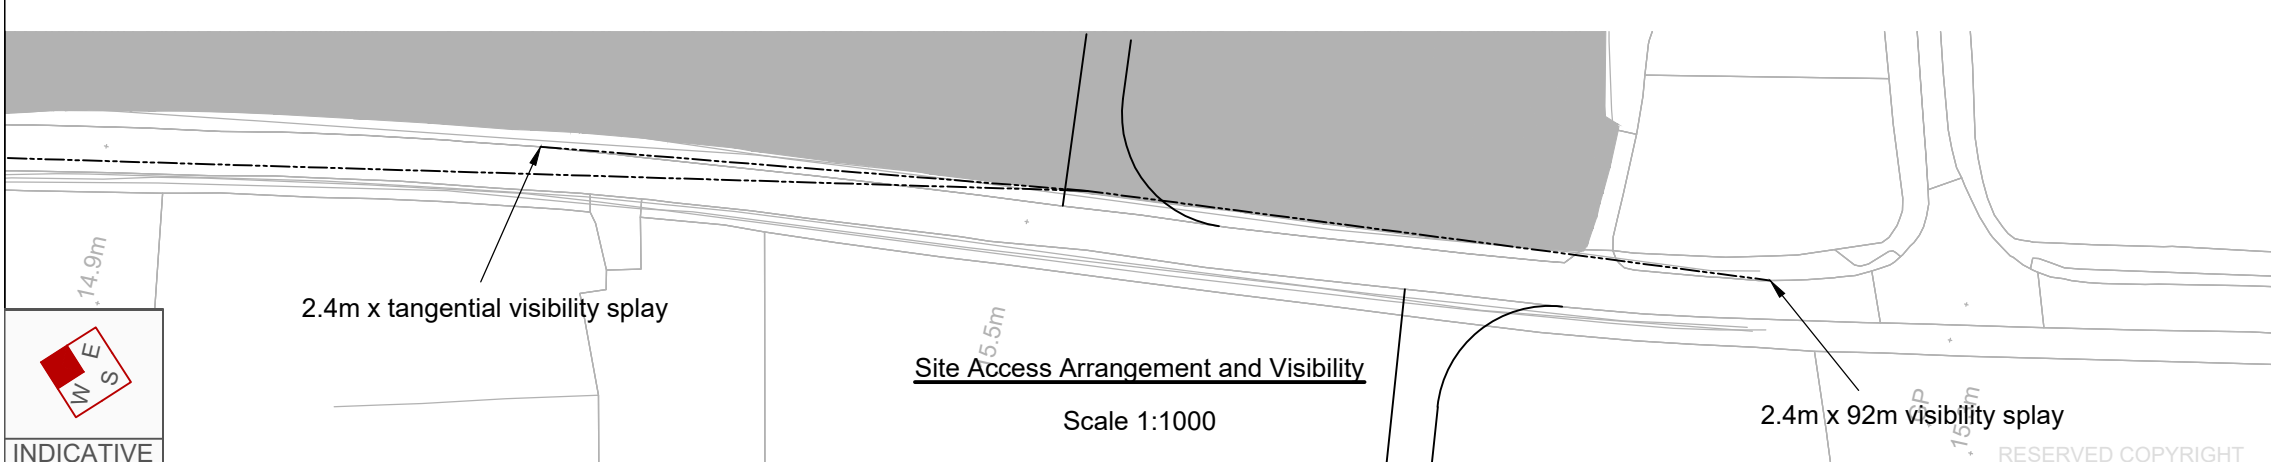 14.9m
2.4m x tangential visibility splay
15.5m
Site Access Arrangement and Visibility
Scale 1:1000
2.4m x 92m visibility splay
E
S
W
INDICATIVE
RESERVED COPYRIGHT